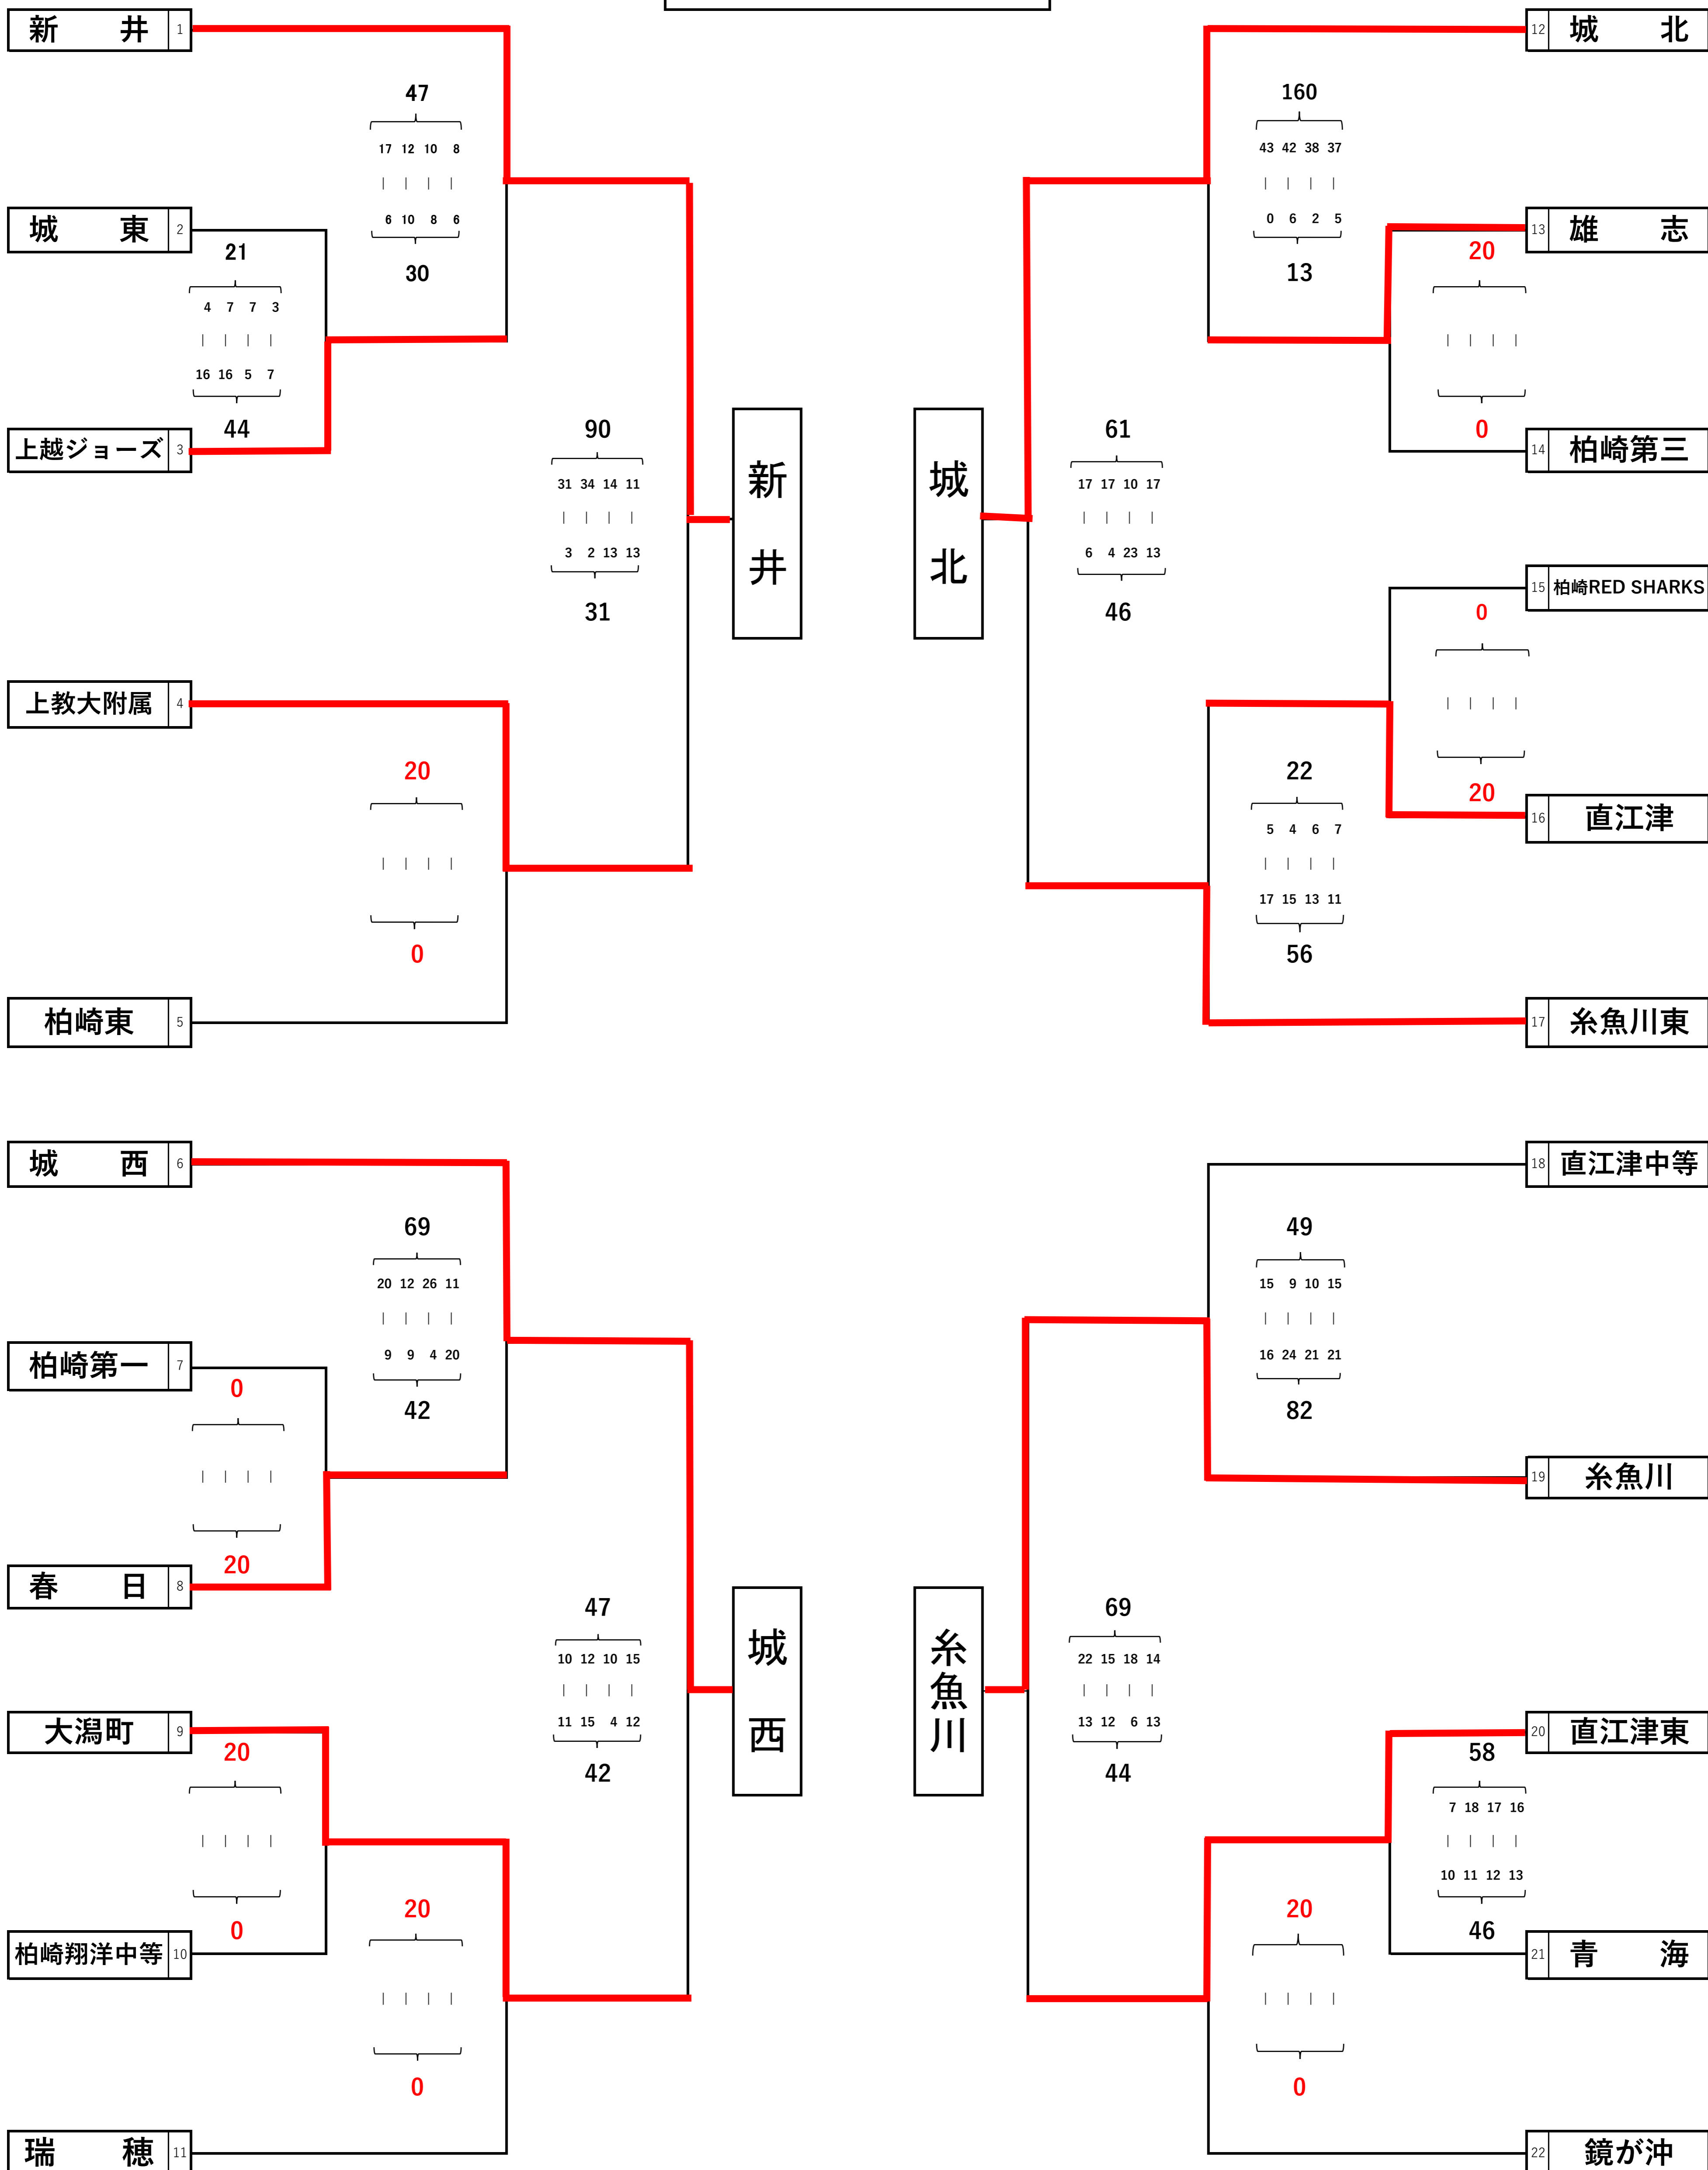 新 井 1
47
17 12 10 8
6 10 8 6
30
城 東 2
21
4 7 7 3
16 16 5 7
44
上越ジョーズ 3
90
31 34 14 11
3 2 13 13
31
新井
上教大附属 4
20
0
柏崎東 5
城 西 6
69
20 12 26 11
9 9 4 20
42
柏崎第一 7
0
20
春 日 8
47
10 12 10 15
11 15 4 12
42
城西
大潟町 9
20
0
柏崎翔洋中等 10
20
0
瑞 穂 11
12 城 北
160
43 42 38 37
0 6 2 5
13
13 雄 志
20
0
14 柏崎第三
城北
61
17 17 10 17
6 4 23 13
46
15 柏崎RED SHARKS
0
20
16 直江津
22
5 4 6 7
17 15 13 11
56
17 糸魚川東
18 直江津中等
49
15 9 10 15
16 24 21 21
82
19 糸魚川
糸魚川
69
22 15 18 14
13 12 6 13
44
20 直江津東
58
7 18 17 16
10 11 12 13
46
21 青 海
20
0
22 鏡が沖